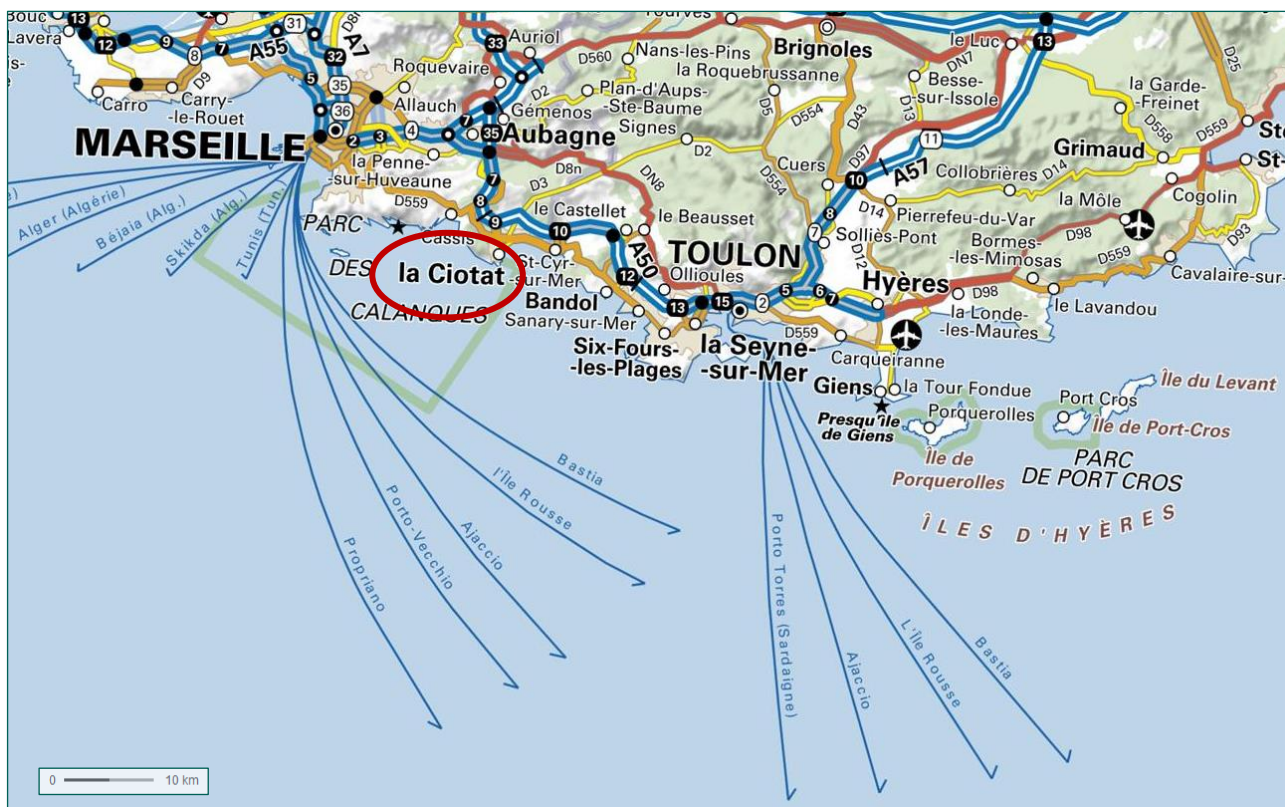 Bouc
13
31
D8n
33
Auriol
Tourves
Brignoles
le Luc
13
D25
Lavera
12
9
8
7
A55
32
A7
D560
Nans-les-Pins
DN7
Besse-
-sur-Issole
la Garde-
-Freinet
Roquevaire
la Roquebrussanne
D9
5
35
D2
Plan-d'Aups-
-Ste-Baume
D5
D554
D43
D13
D558
D559
Carro
Carry-
-le-Rouet
Allauch
36
Gémenos
7
35
Signes
11
St
MARSEILLE
2
3
4
Aubagne
D2
D97
Grimaud
St-
la Penne-
-sur-Huveaune
D8n
Cuers
10
A57
Collobrières
D14
7
D3
DN8
D554
Cogolin
Alger (Algérie)
Béjaia (Alg.)
Skikda (Alg.)
Tunis (Tun.
D559
8
9
le Castellet
le Beausset
8
D14
Pierrefeu-du-Var
la Môle
PARC
10
7
Solliès-Pont
D98
D93
Cassis
St-Cyr-
-sur-Mer
A50
TOULON
D12
Bormes-
-les-Mimosas
D559
DES
la Ciotat
12
Ollioules
5
6
7
Hyères
D98
Cavalaire-sur-
Bandol
13
15
2
le Lavandou
CALANQUES
Sanary-sur-Mer
D559
la Londe-
-les-Maures
Six-Fours-
-les-Plages
la Seyne-
-sur-Mer
Carqueiranne
Giens
la Tour Fondue
Île du Levant
Presqu'île
de Giens
Porquerolles
Port Cros
Île de Port-Cros
Île de
Porquerolles
PARC
DE PORT CROS
ÎLES D'HYÈRES
Bastia
l'Île Rousse
Ajaccio
Porto-Vecchio
Propriano
Porto Torres (Sardaigne)
Ajaccio
L'Île Rousse
Bastia
0 10 km